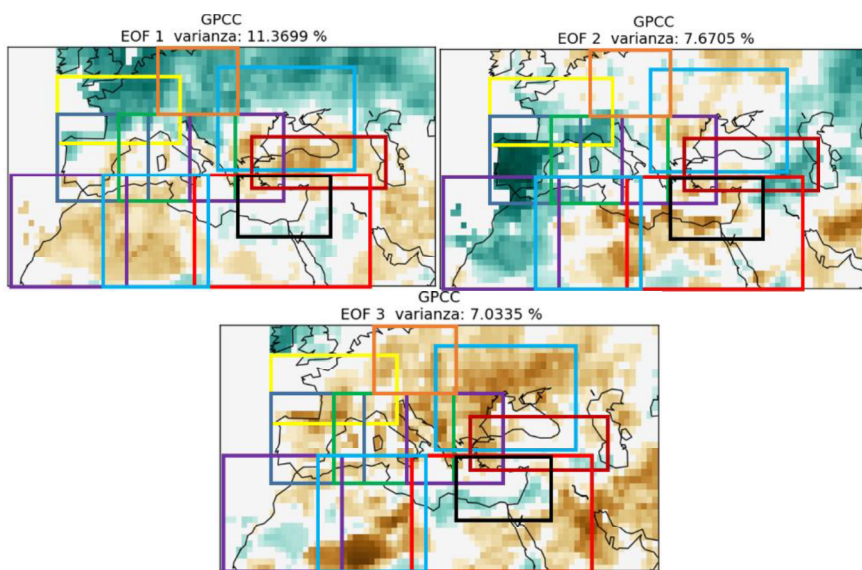 GPCC
EOF 1 varianza: 11.3699 %
GPCC
EOF 2 varianza: 7.6705 %
GPCC
EOF 3 varianza: 7.0335 %